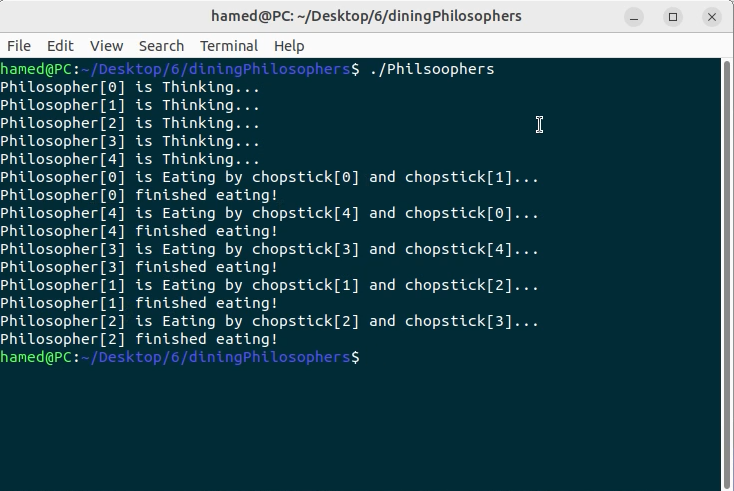 hamed@PC: ~/Desktop/6/diningPhilosophers
File Edit View Search Terminal Help
hamed@PC:~/Desktop/6/diningPhilosophers$ ./Philsoophers
Philosopher[0] is Thinking...
Philosopher[1] is Thinking...
Philosopher[2] is Thinking...
Philosopher[3] is Thinking...
Philosopher[4] is Thinking...
Philosopher[0] is Eating by chopstick[0] and chopstick[1]...
Philosopher[0] finished eating!
Philosopher[4] is Eating by chopstick[4] and chopstick[0]...
Philosopher[4] finished eating!
Philosopher[3] is Eating by chopstick[3] and chopstick[4]...
Philosopher[3] finished eating!
Philosopher[1] is Eating by chopstick[1] and chopstick[2]...
Philosopher[1] finished eating!
Philosopher[2] is Eating by chopstick[2] and chopstick[3]...
Philosopher[2] finished eating!
hamed@PC:~/Desktop/6/diningPhilosophers$